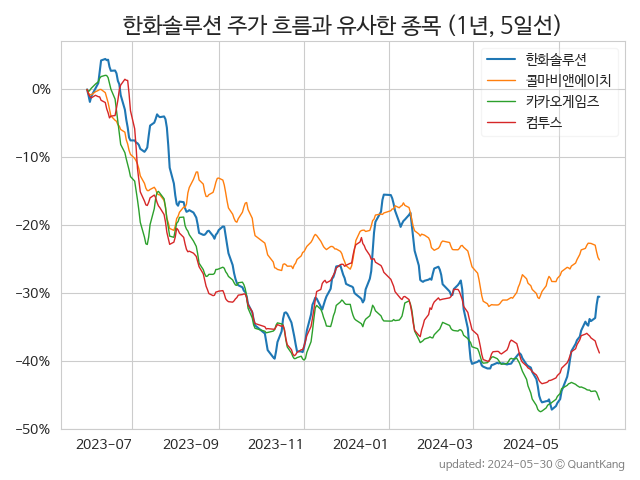 한화솔루션 주가 흐름과 유사한 종목 (1년, 5일선)
한화솔루션
콜마비앤에이치
카카오게임즈
컴투스
0%
−10%
−20%
−30%
−40%
−50%
2023-07 2023-09 2023-11 2024-01 2024-03 2024-05
updated: 2024-05-30 © QuantKang